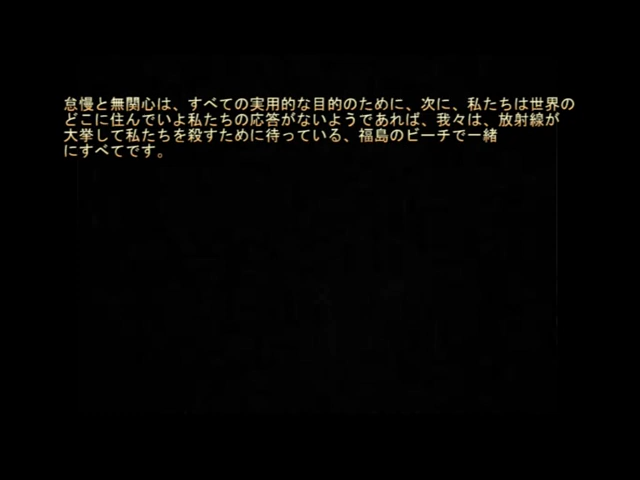 怠慢と無関心は、すべての実用的な目的のために、次に、私たちは世界の
どこに住んでいよ私たちの応答がないようであれば、我々は、放射線が
大挙して私たちを殺すために待っている、福島のビーチで一緒
にすべてです。